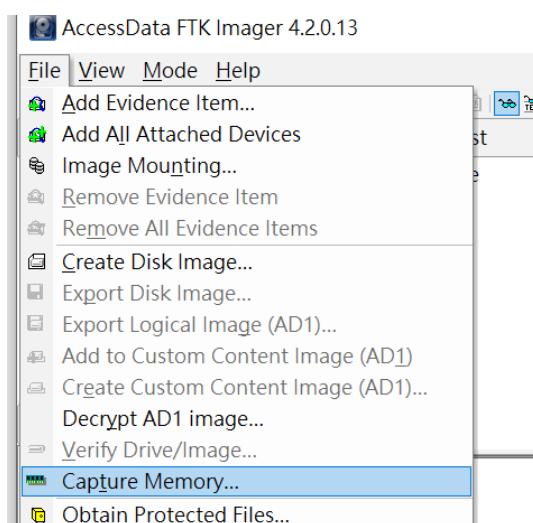 AccessData FTK Imager 4.2.0.13
File View Mode Help
Add Evidence Item...
Add All Attached Devices
st
Image Mounting...
Remove Evidence Item
Remove All Evidence Items
Create Disk Image...
Export Disk Image...
Export Logical Image (AD1)...
Add to Custom Content Image (AD1)
Create Custom Content Image (AD1)...
Decrypt AD1 image...
Verify Drive/Image...
Capture Memory...
Obtain Protected Files...